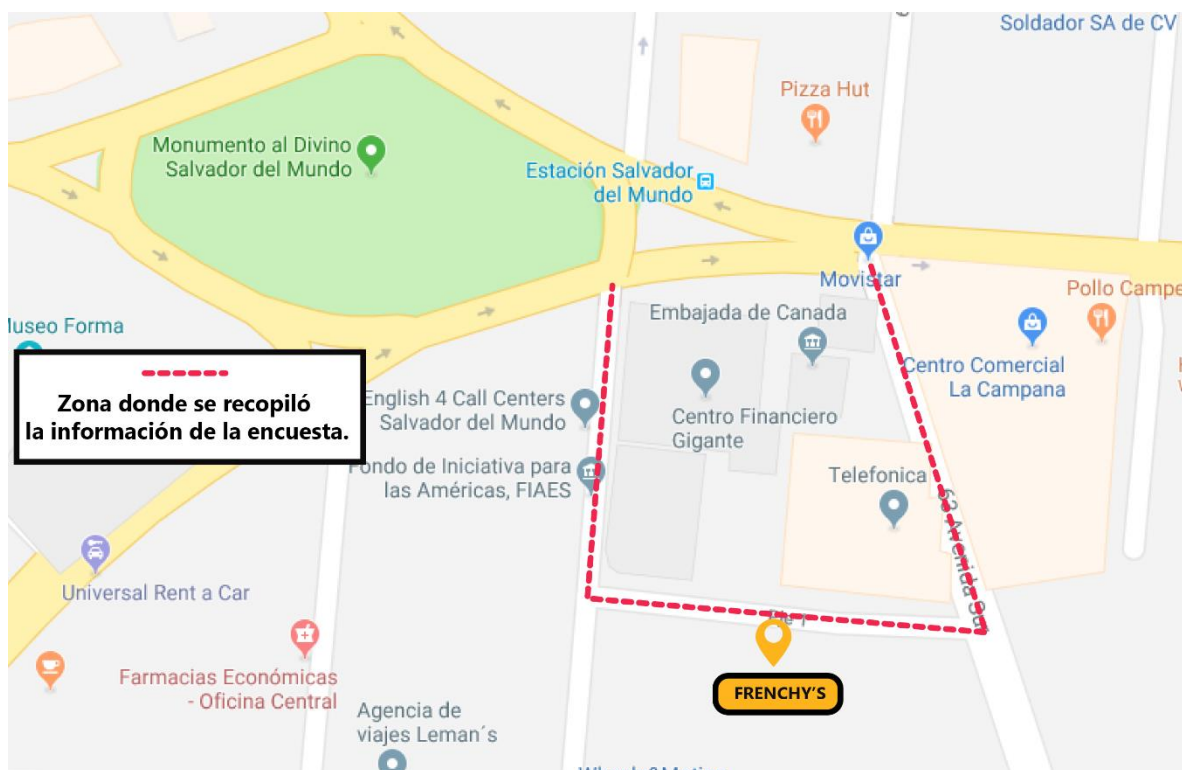 Soldador SA de CV
Pizza Hut
Monumento al Divino
Salvador del Mundo
Estación Salvador
del Mundo
Movistar
Pollo Campe
Embajada de Canada
Museo Forma
Centro Comercial
La Campana
Zona donde se recopiló
la información de la encuesta.
English 4 Call Centers
Salvador del Mundo
Centro Financiero
Gigante
Fondo de Iniciativa para
las Américas, FIAES
Telefonica
63 Avenida Sur
Universal Rent a Car
Farmacias Económicas
- Oficina Central
FRENCHY'S
Agencia de
viajes Leman´s